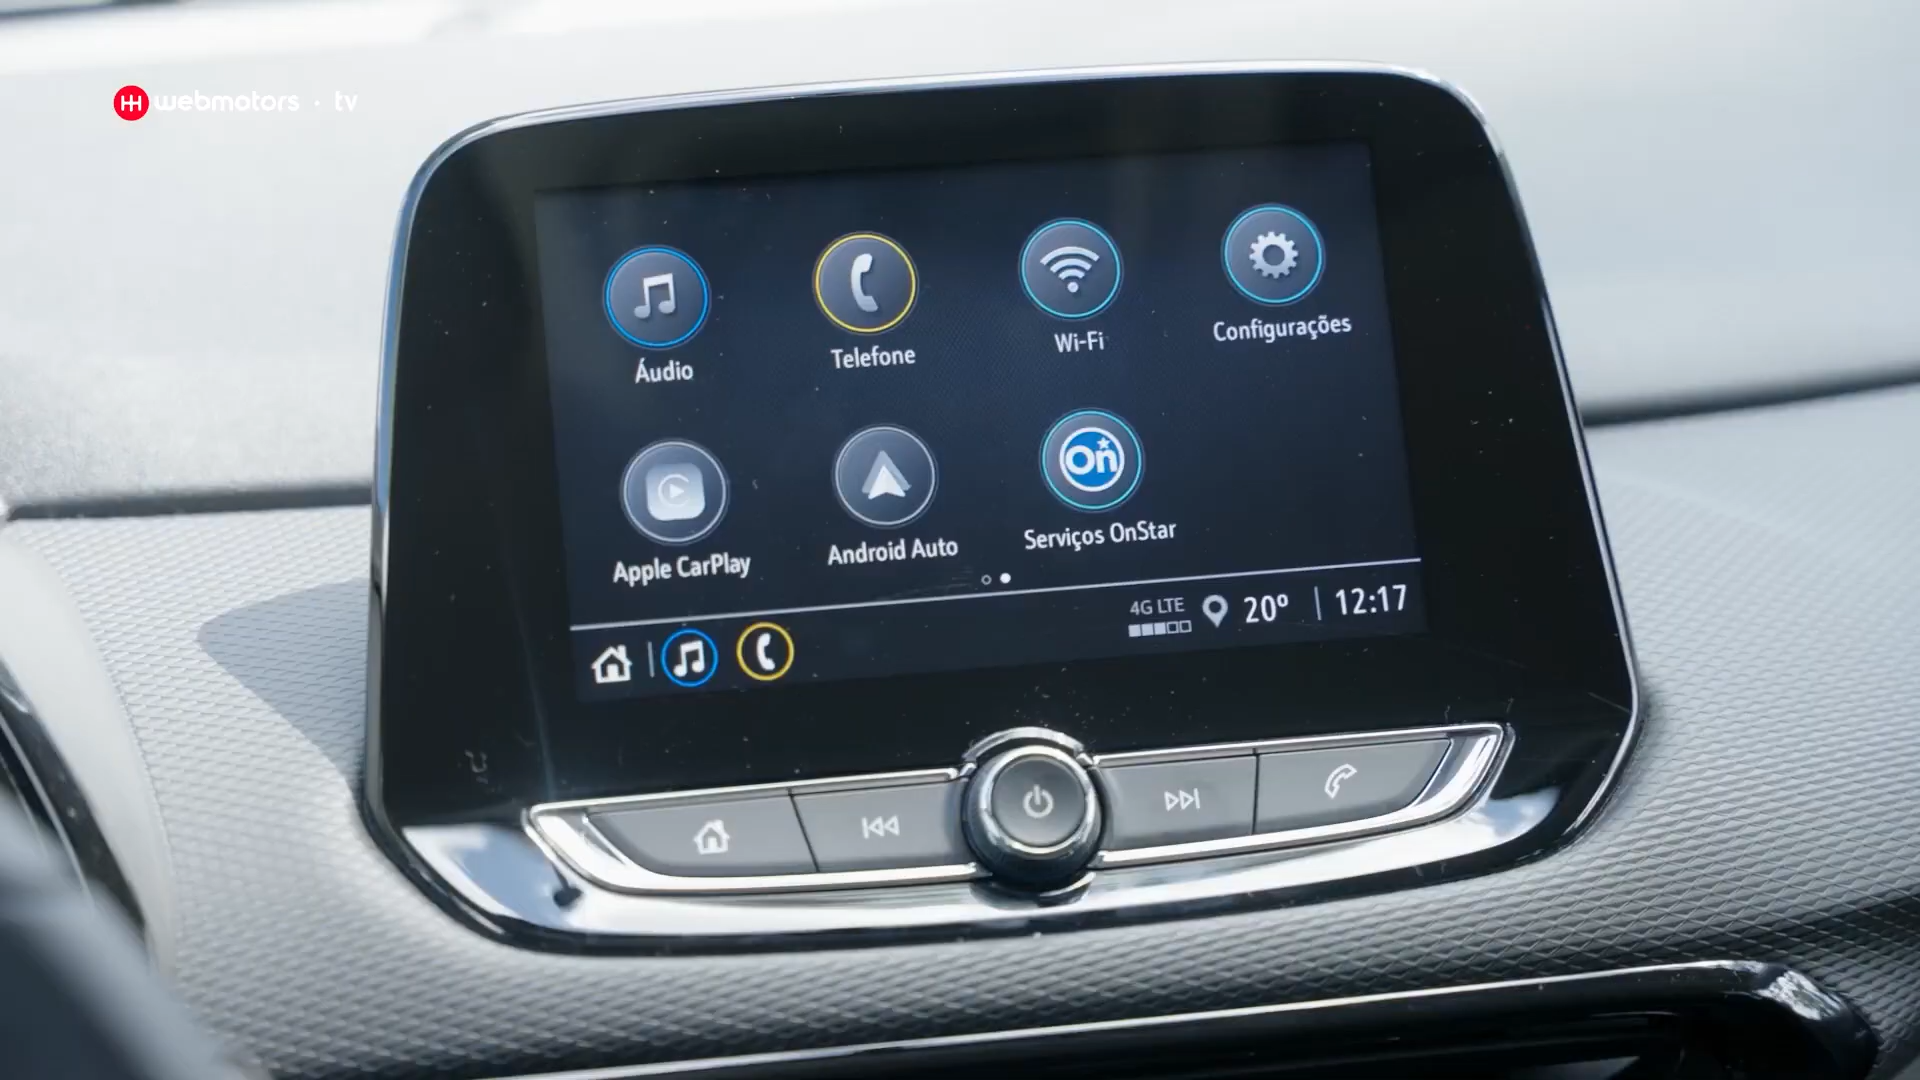 webmotors · tv
Áudio
Telefone
Wi-Fi
Configurações
Apple CarPlay
Android Auto
On
Serviços OnStar
4G LTE
20°
12:17